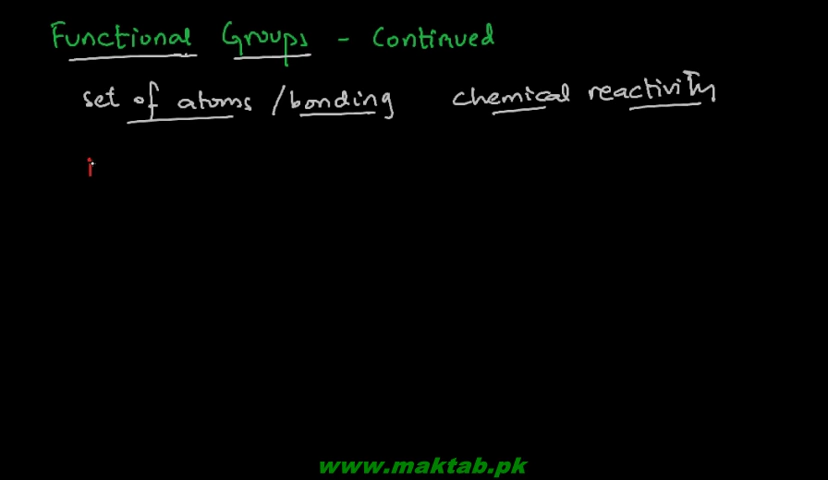 Functional Groups - Continued
set of atoms /bonding chemical reactivity
www.maktab.pk